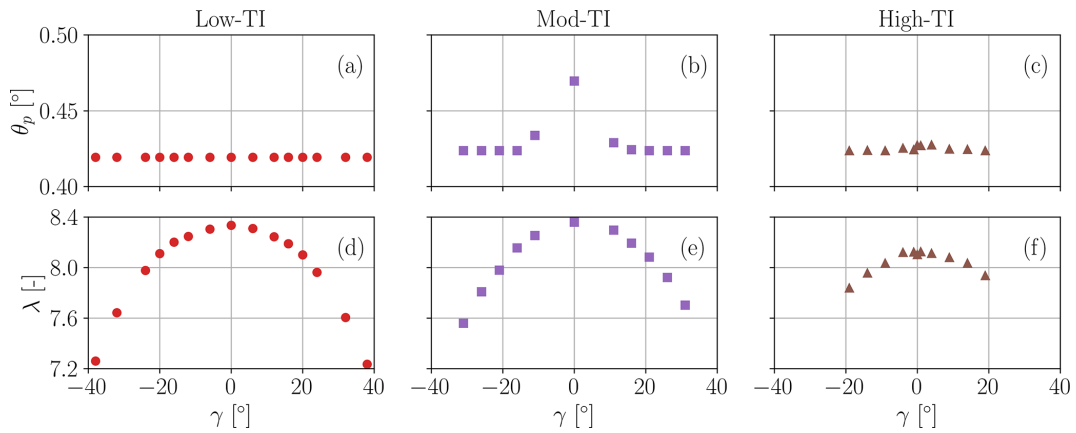 Low-TI Mod-TI High-TI
0.50
(a) (b) (c)
θp [°] 0.45
0.40
8.4
(d) (e) (f)
8.0
λ [-]
7.6
7.2
−40 −20 0 20 40 −40 −20 0 20 40 −40 −20 0 20 40
γ [°] γ [°] γ [°]